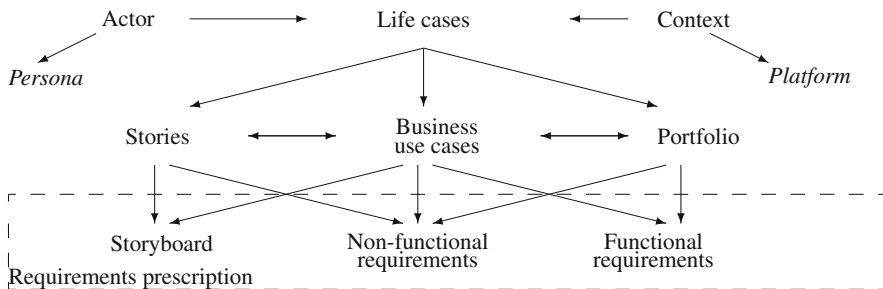 Actor
Life cases
Context
Persona
Platform
Stories
Business
use cases
Portfolio
Storyboard
Non-functional
requirements
Functional
requirements
Requirements prescription